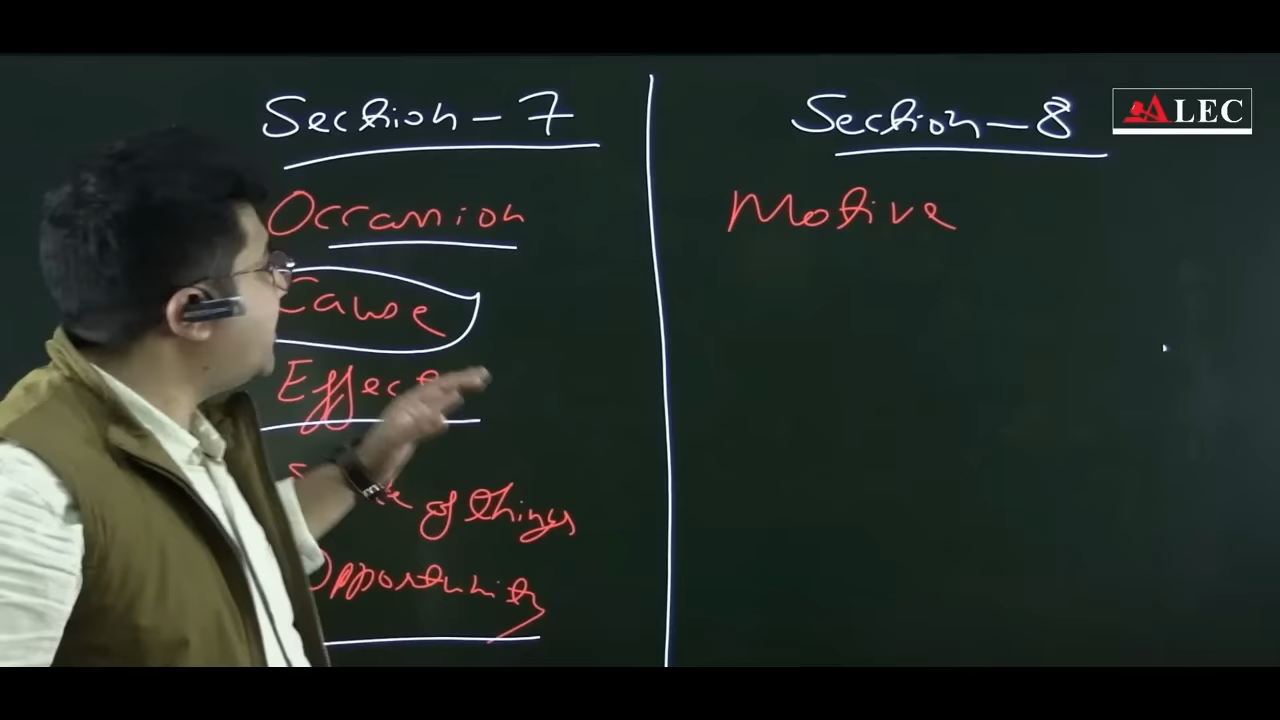 Section-7
Section-8
ALEC
Occasion
Motive
Cause
Effect
of things
Opportunity